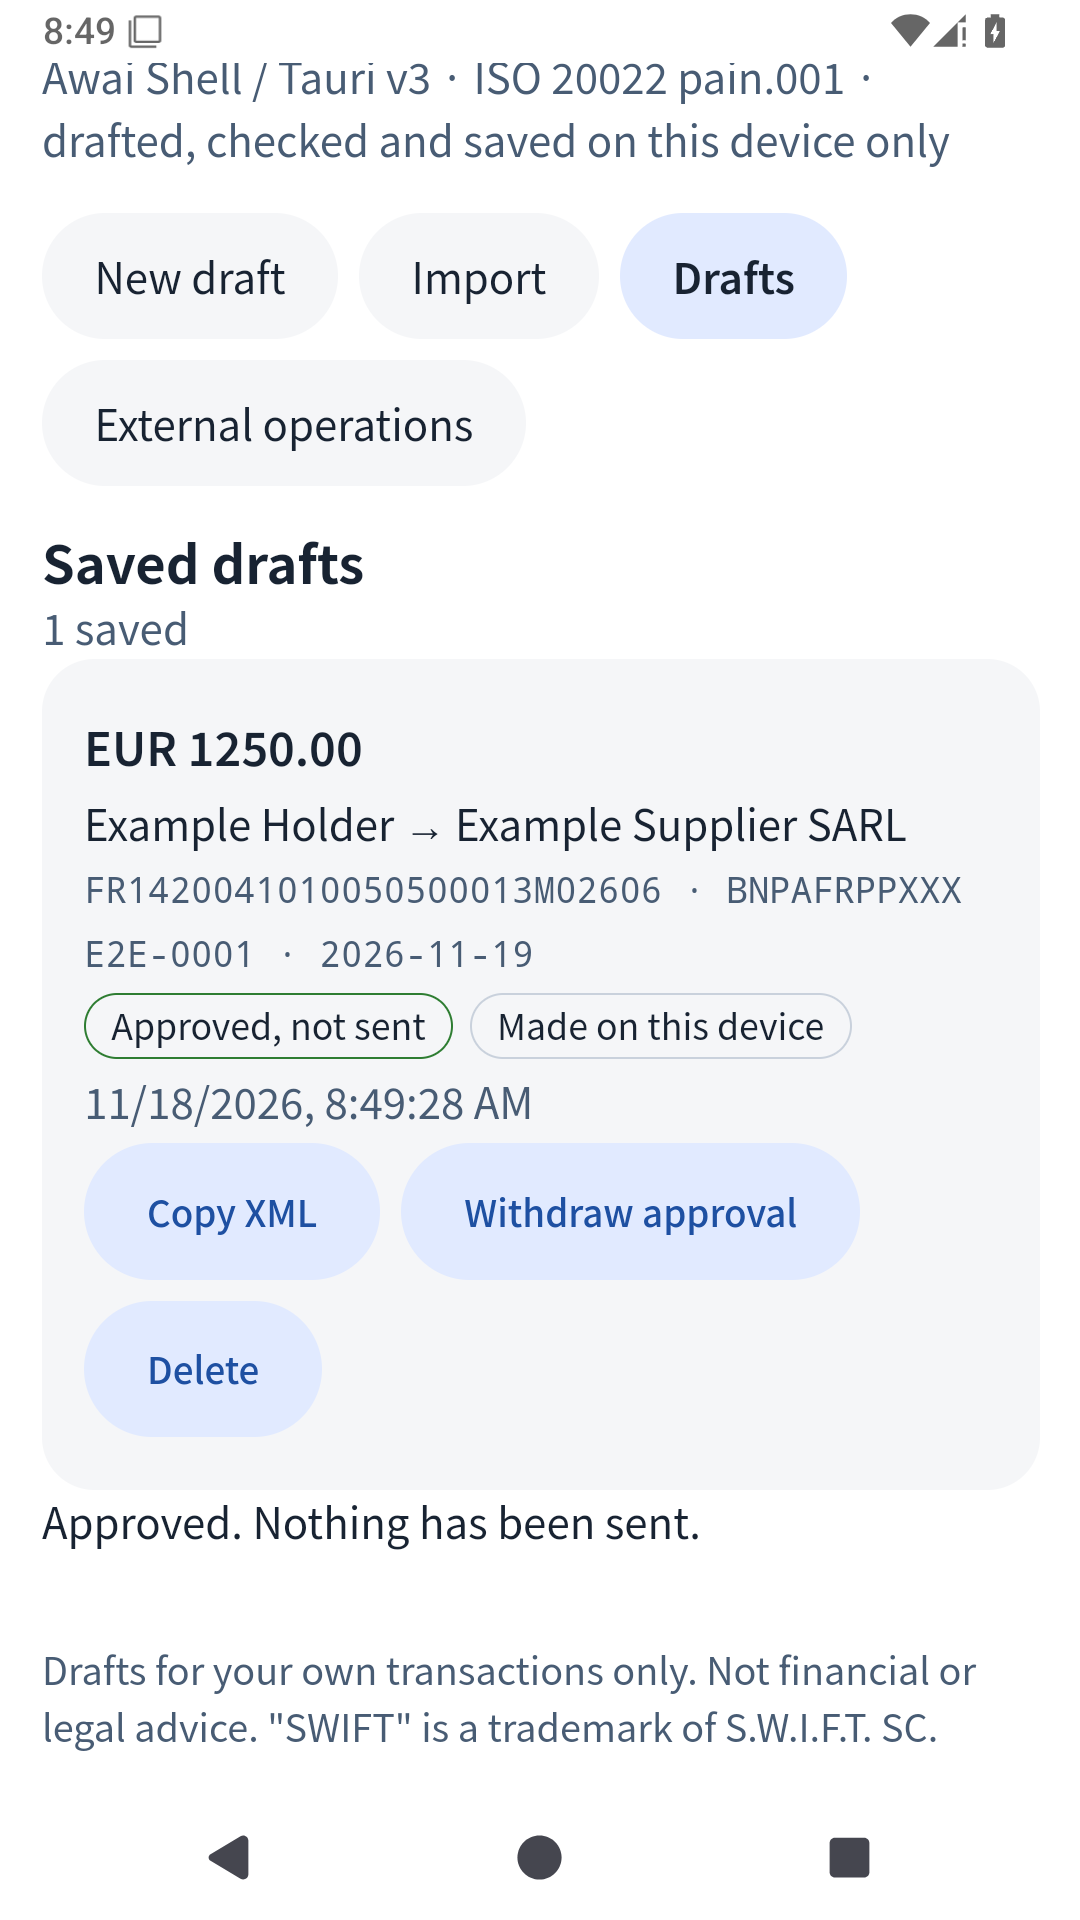 8:49
Awai Shell / Tauri v3 · ISO 20022 pain.001 ·
drafted, checked and saved on this device only
New draft
Import
Drafts
External operations
Saved drafts
1 saved
EUR 1250.00
Example Holder → Example Supplier SARL
FR1420041010050500013M02606 · BNPAFRPPXXX
E2E-0001 · 2026-11-19
Approved, not sent
Made on this device
11/18/2026, 8:49:28 AM
Copy XML
Withdraw approval
Delete
Approved. Nothing has been sent.
Drafts for your own transactions only. Not financial or
legal advice. "SWIFT" is a trademark of S.W.I.F.T. SC.